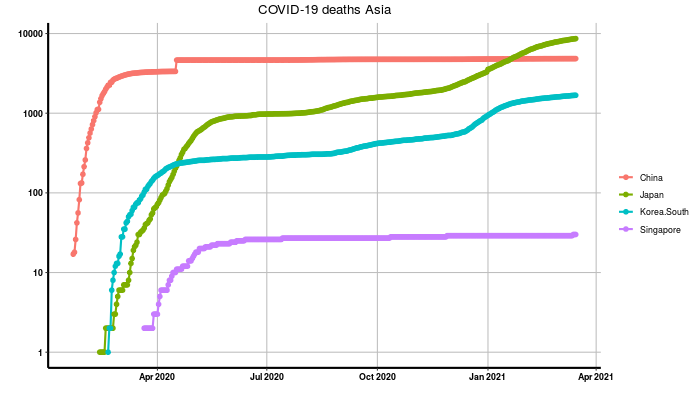 COVID-19 deaths Asia
10000
1000
100
10
1
Apr 2020
Jul 2020
Oct 2020
Jan 2021
Apr 2021
China
Japan
Korea.South
Singapore